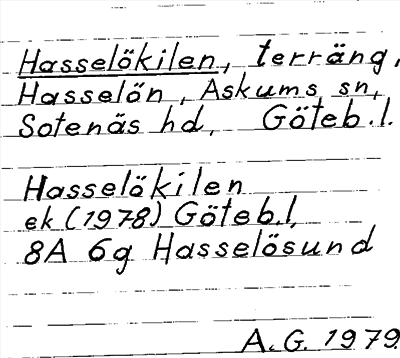 Hasselökilen, terräng,
Hasselön, Askums sn,
Sotenäs hd, Göteb.l.
Hasselökilen
ek (1978) Göteb.l,
8A 6g Hasselösund
A.G. 1979.